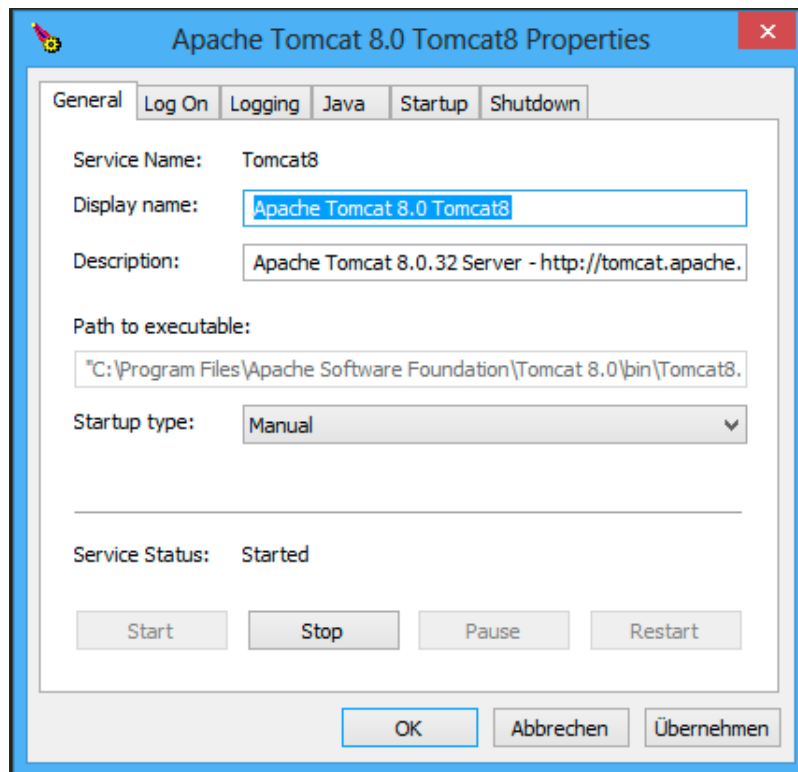 Apache Tomcat 8.0 Tomcat8 Properties
General Log On Logging Java Startup Shutdown
Service Name: Tomcat8
Display name: Apache Tomcat 8.0 Tomcat8
Description: Apache Tomcat 8.0.32 Server - http://tomcat.apache.
Path to executable:
"C:\Program Files\Apache Software Foundation\Tomcat 8.0\bin\Tomcat8.
Startup type: Manual
Service Status: Started
Start Stop Pause Restart
OK Abbrechen Übernehmen